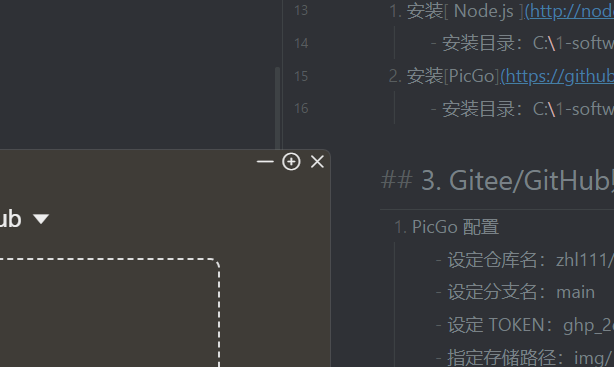 13 1. 安装[ Node.js ](http://nod
14 - 安装目录：C:\1-softw
15 2. 安装[PicGo](https://github
16 - 安装目录：C:\1-softw
ub
## 3. Gitee/GitHub
1. PicGo 配置
- 设定仓库名：zhl111/
- 设定分支名：main
- 设定 TOKEN：ghp_2
- 指定存储路径：img/